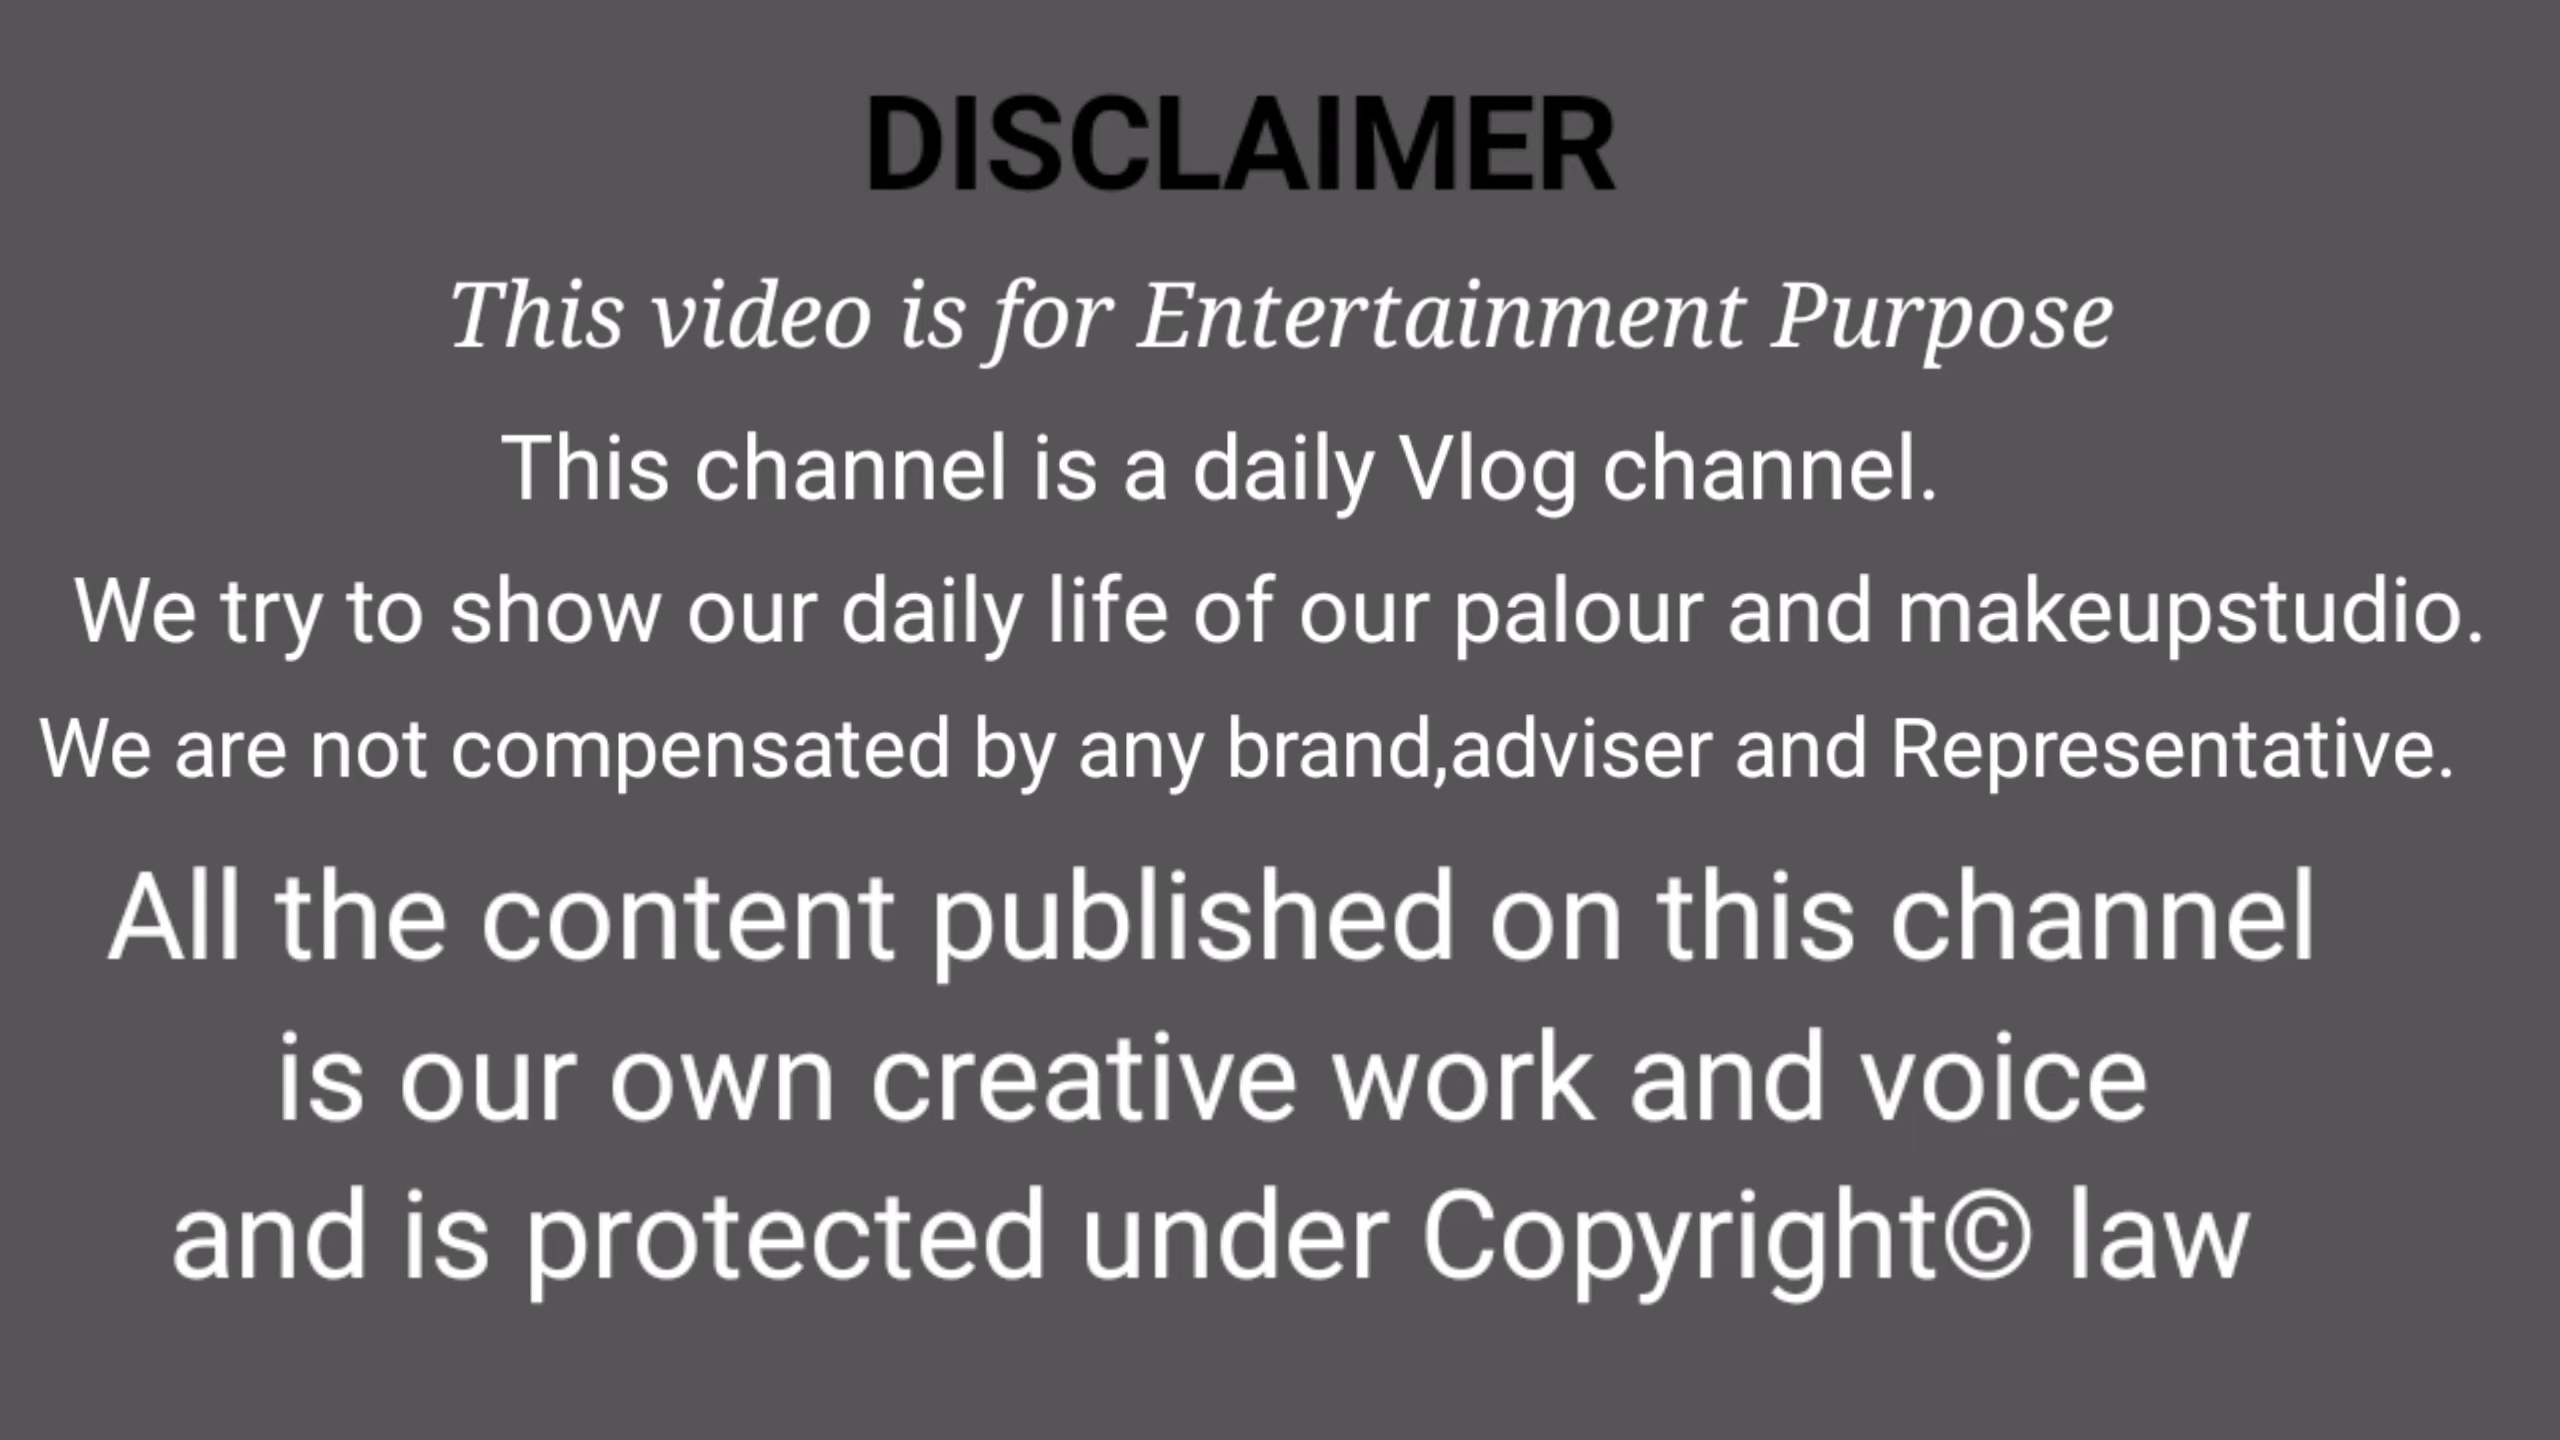 DISCLAIMER
This video is for Entertainment Purpose
This channel is a daily Vlog channel.
We try to show our daily life of our palour and makeupstudio.
We are not compensated by any brand,adviser and Representative.
All the content published on this channel
is our own creative work and voice
and is protected under Copyright© law